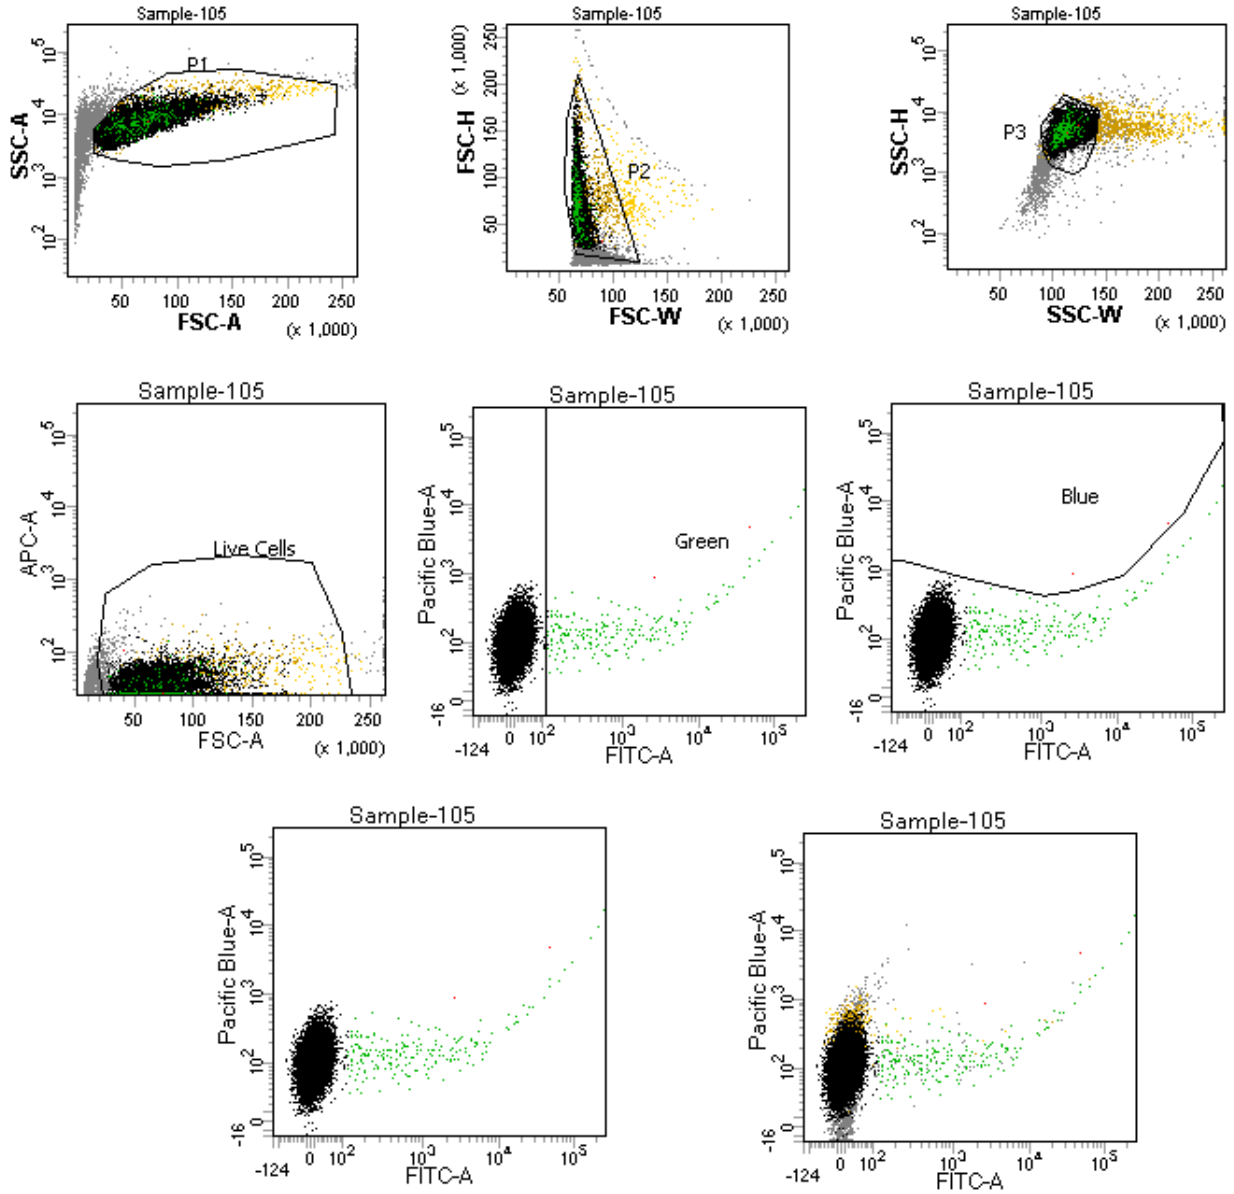 Sample-105
P1
SSC-A
10^5
10^4
10^3
10^2
50 100 150 200 250
FSC-A
(x 1,000)
Sample-105
P2
FSC-H
(x 1,000)
250
200
150
100
50
50 100 150 200 250
FSC-W
(x 1,000)
Sample-105
P3
SSC-H
10^5
10^4
10^3
10^2
50 100 150 200 250
SSC-W
(x 1,000)
Sample-105
Live Cells
APC-A
10^5
10^4
10^3
10^2
50 100 150 200 250
FSC-A
(x 1,000)
Sample-105
Green
Pacific Blue-A
10^5
10^4
10^3
10^2
0
-16
-124 0 10^2 10^3 10^4 10^5
FITC-A
Sample-105
Blue
Pacific Blue-A
10^5
10^4
10^3
10^2
0
-16
-124 0 10^2 10^3 10^4 10^5
FITC-A
Sample-105
Pacific Blue-A
10^5
10^4
10^3
10^2
0
-16
-124 0 10^2 10^3 10^4 10^5
FITC-A
Sample-105
Pacific Blue-A
10^5
10^4
10^3
10^2
0
-16
-124 0 10^2 10^3 10^4 10^5
FITC-A